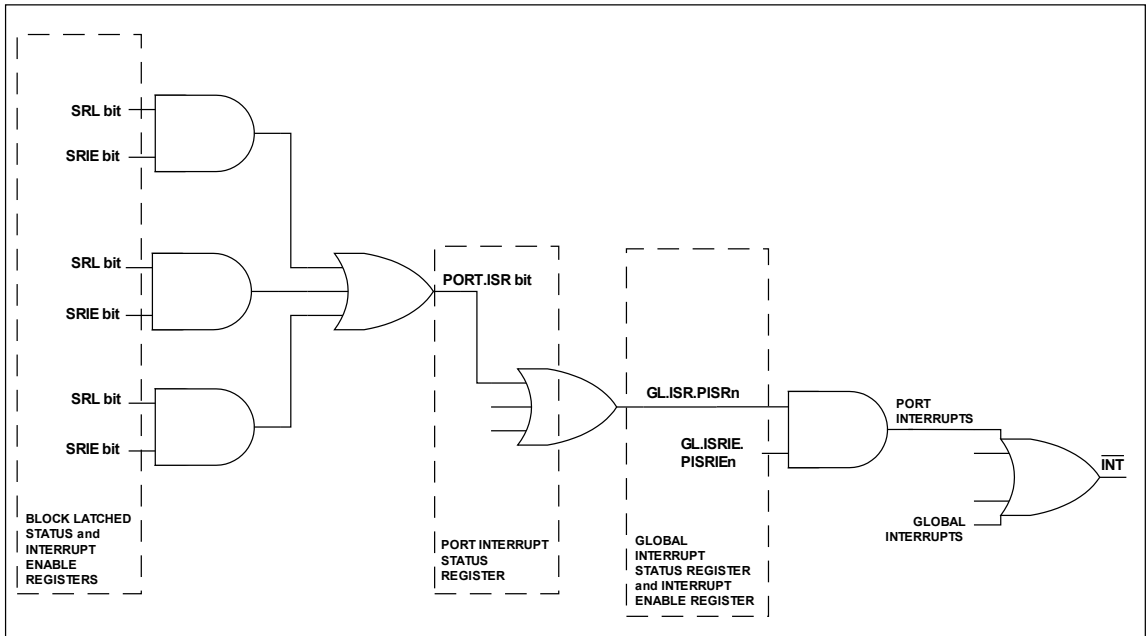 SRL bit
SRIE bit
SRL bit
SRIE bit
SRL bit
SRIE bit
BLOCK LATCHED
STATUS and
INTERRUPT
ENABLE
REGISTERS
PORT.ISR bit
PORT INTERRUPT
STATUS
REGISTER
GL.ISR.PISRn
GL.ISRIE.
PISRIEn
GLOBAL
INTERRUPT
STATUS REGISTER
and INTERRUPT
ENABLE REGISTER
PORT
INTERRUPTS
GLOBAL
INTERRUPTS
INT